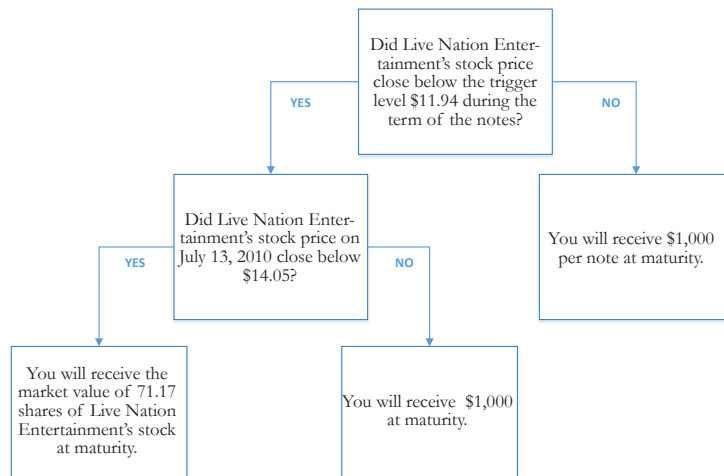 Did Live Nation Enter-
tainment's stock price
close below the trigger
level $11.94 during the
term of the notes?
YES
NO
Did Live Nation Enter-
tainment's stock price on
July 13, 2010 close below
$14.05?
You will receive $1,000
per note at maturity.
YES
NO
You will receive the
market value of 71.17
shares of Live Nation
Entertainment's stock
at maturity.
You will receive $1,000
at maturity.